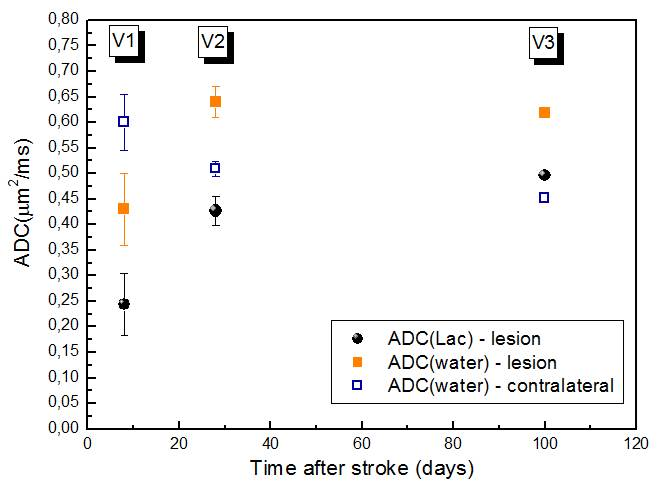 V1 V2 V3
0,80
0,75
0,70
0,65
0,60
0,55
0,50
0,45
0,40
0,35
0,30
0,25
0,20
0,15
0,10
0,05
0,00
ADC(μm²/ms)
ADC(Lac) - lesion
ADC(water) - lesion
ADC(water) - contralateral
0 20 40 60 80 100 120
Time after stroke (days)